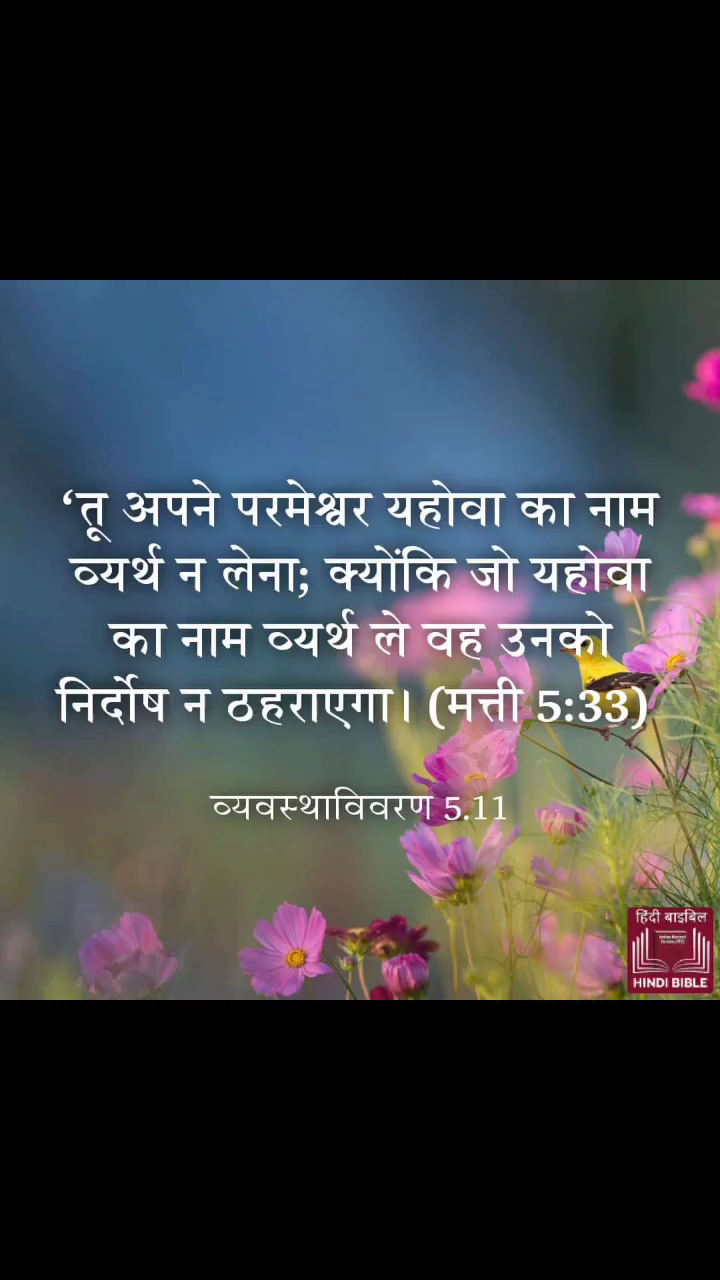 ‘तू अपने परमेश्वर यहोवा का नाम
व्यर्थ न लेना; क्योंकि जो यहोवा
का नाम व्यर्थ ले वह उनको
निर्दोष न ठहराएगा। (मत्ती 5:33)
व्यवस्थाविवरण 5.11
हिंदी बाइबिल
HINDI BIBLE